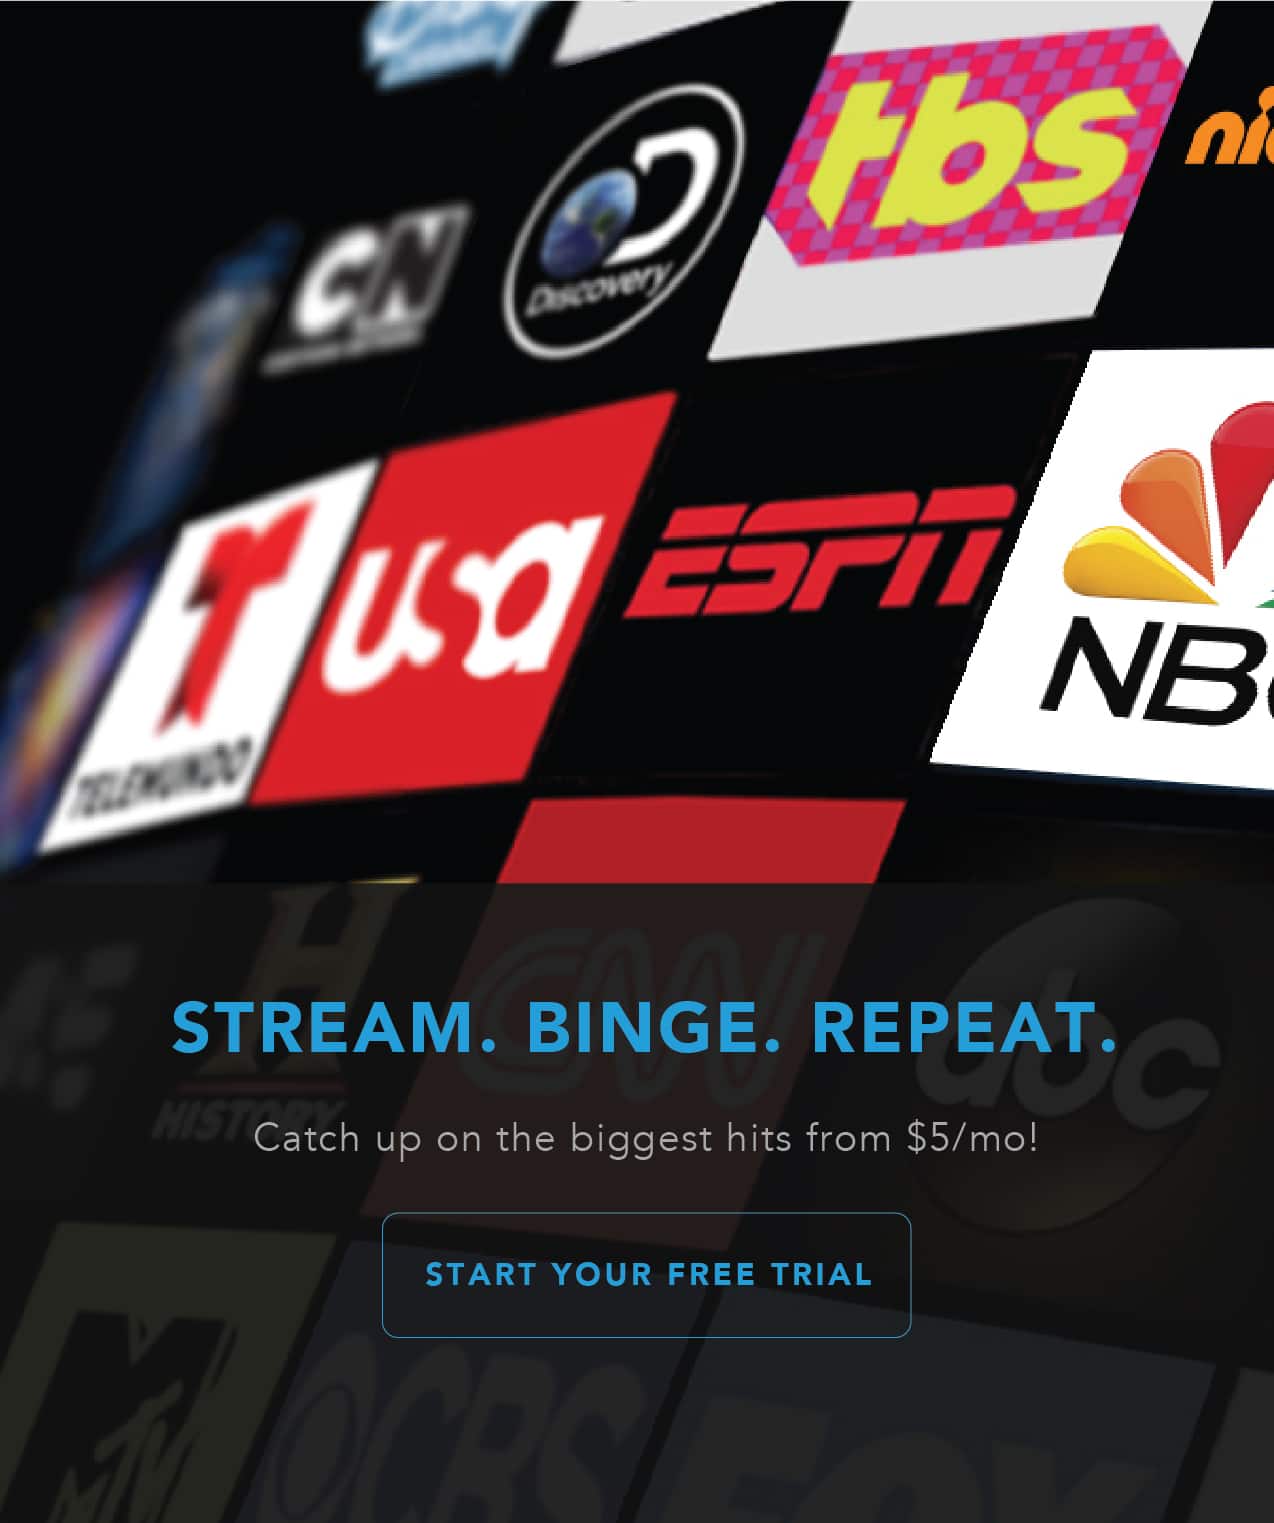 tbs
nic
CN
Discovery
TELEMUNDO
usa
ESPN
NBC
H
HISTORY
CNN
abc
STREAM. BINGE. REPEAT.
Catch up on the biggest hits from $5/mo!
START YOUR FREE TRIAL
MTV
CBS
FOX